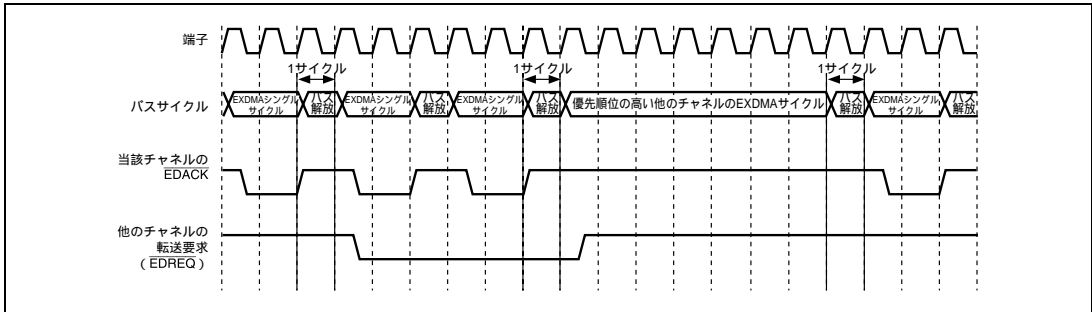 端子
1サイクル
1サイクル
1サイクル
バスサイクル
EXDMAシングル
サイクル
バス
解放
EXDMAシングル
サイクル
バス
解放
EXDMAシングル
サイクル
バス
解放
優先順位の高い他のチャネルのEXDMAサイクル
バス
解放
EXDMAシングル
サイクル
バス
解放
当該チャネルの
EDACK
他のチャネルの
転送要求
（EDREQ）